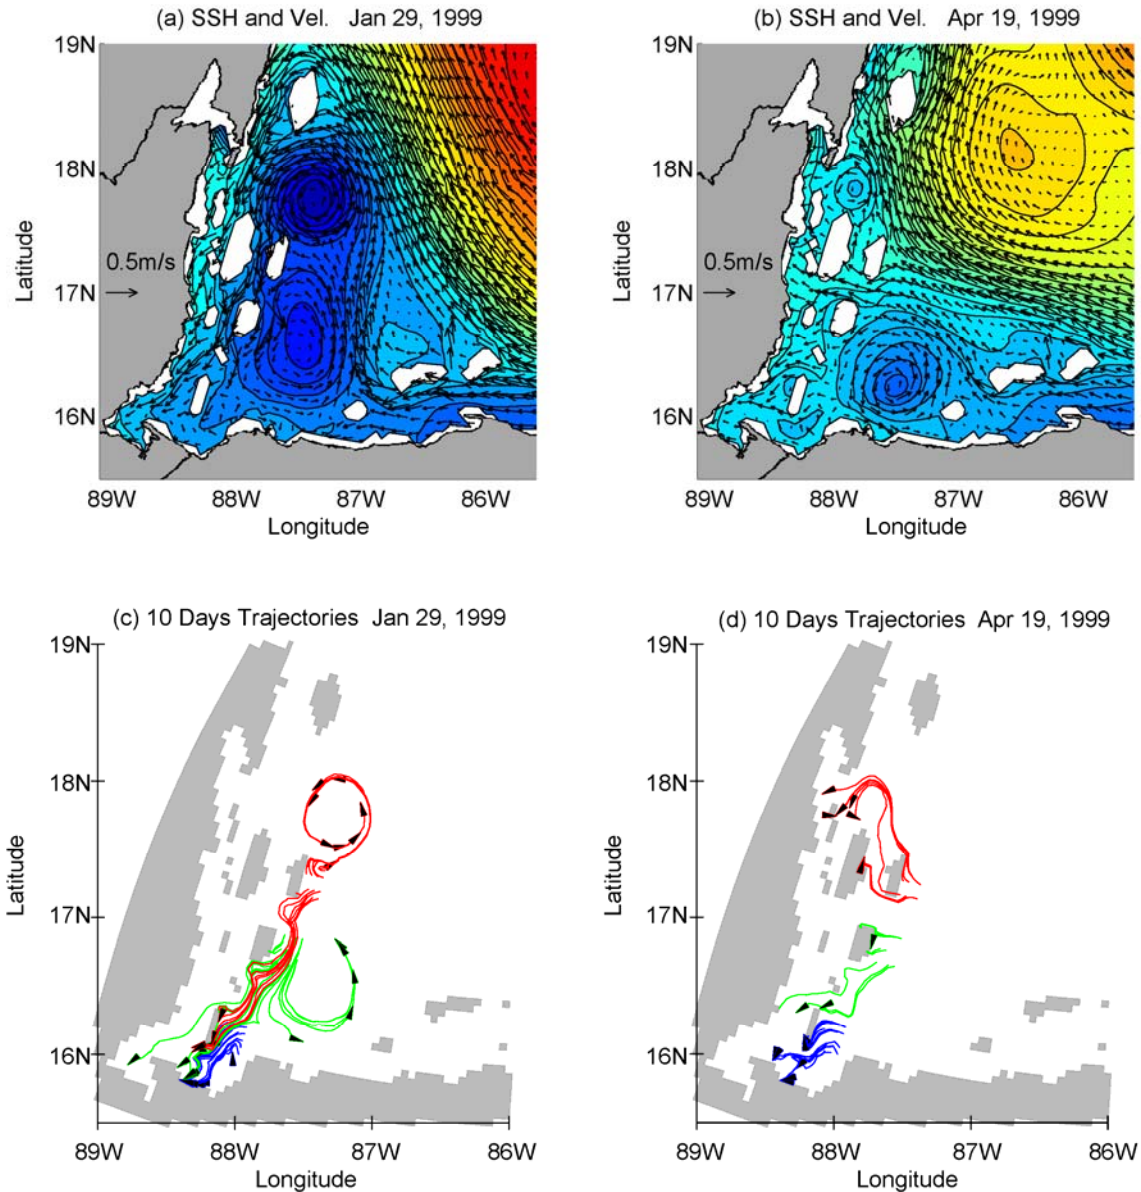 (a) SSH and Vel. Jan 29, 1999
19N
18N
17N
16N
Latitude
0.5m/s
89W 88W 87W 86W
Longitude
(b) SSH and Vel. Apr 19, 1999
19N
18N
17N
16N
Latitude
0.5m/s
89W 88W 87W 86W
Longitude
(c) 10 Days Trajectories Jan 29, 1999
19N
18N
17N
16N
Latitude
89W 88W 87W 86W
Longitude
(d) 10 Days Trajectories Apr 19, 1999
19N
18N
17N
16N
Latitude
89W 88W 87W 86W
Longitude